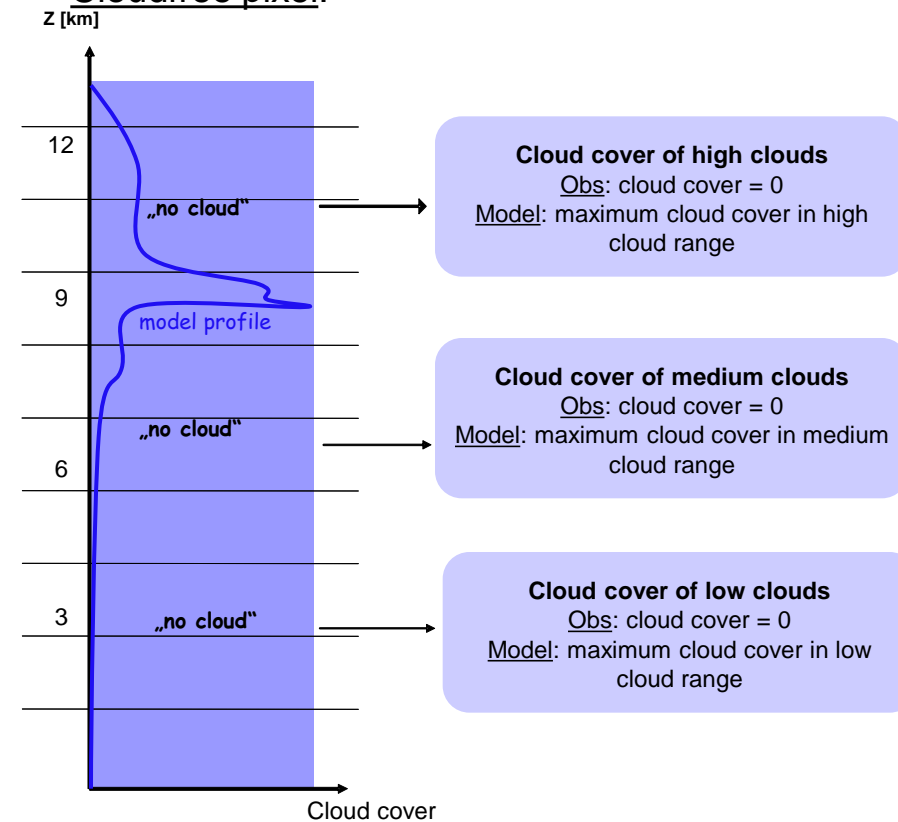 Cloudfree pixel:
Z [km]
12
„no cloud“
9
model profile
„no cloud“
6
3
„no cloud“
Cloud cover
Cloud cover of high clouds
Obs: cloud cover = 0
Model: maximum cloud cover in high
cloud range
Cloud cover of medium clouds
Obs: cloud cover = 0
Model: maximum cloud cover in medium
cloud range
Cloud cover of low clouds
Obs: cloud cover = 0
Model: maximum cloud cover in low
cloud range